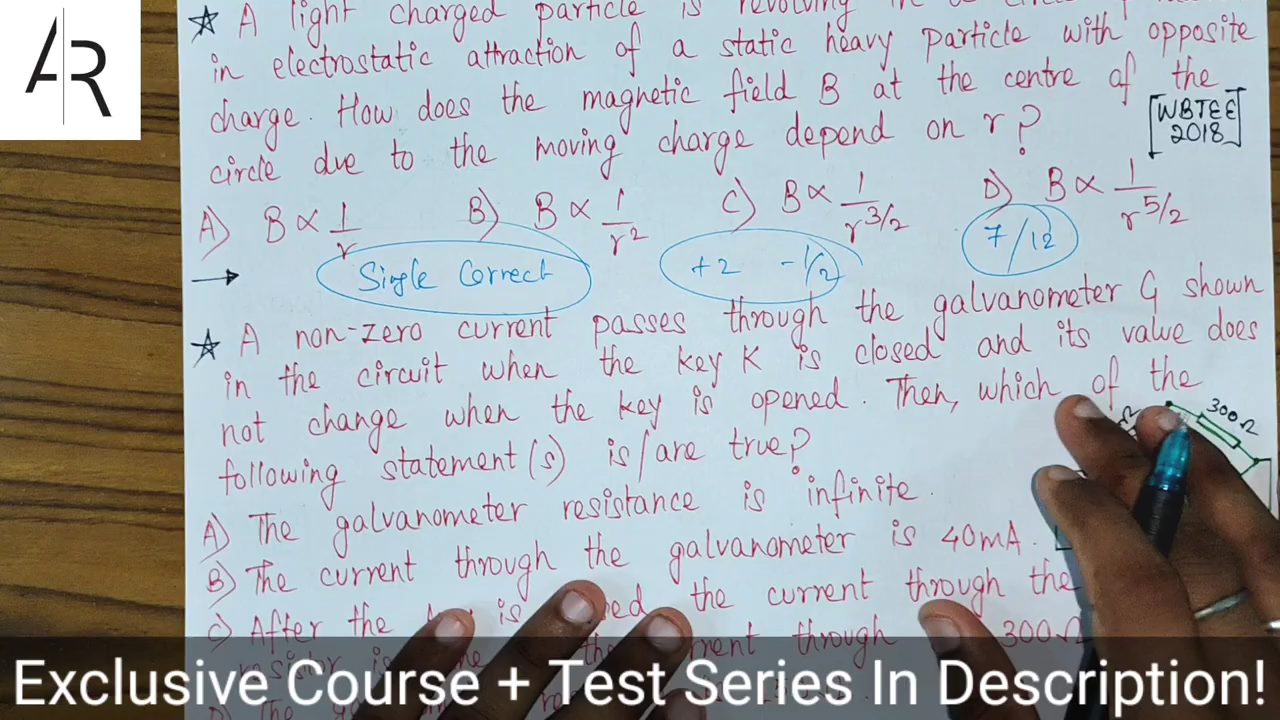 AR
A light charged particle is revolving in a circle of
in electrostatic attraction of a static heavy particle with opposite
charge. How does the magnetic field B at the centre of the
circle due to the moving charge depend on r?
[WBJEE
2018]
A) B ∝ 1/r B) B ∝ 1/r² C) B ∝ 1/r^3/2 D) B ∝ 1/r^5/2
Single Correct +2 -1/2 7/12
A non-zero current passes through the galvanometer G shown
in the circuit when the key K is closed and its value does
not change when the key is opened. Then, which of the
following statement(s) is/are true?
300Ω
A) The galvanometer resistance is infinite.
B) The current through the galvanometer is 40mA.
C) After the is the current through the
300Ω
through
D) The
Exclusive Course + Test Series In Description!